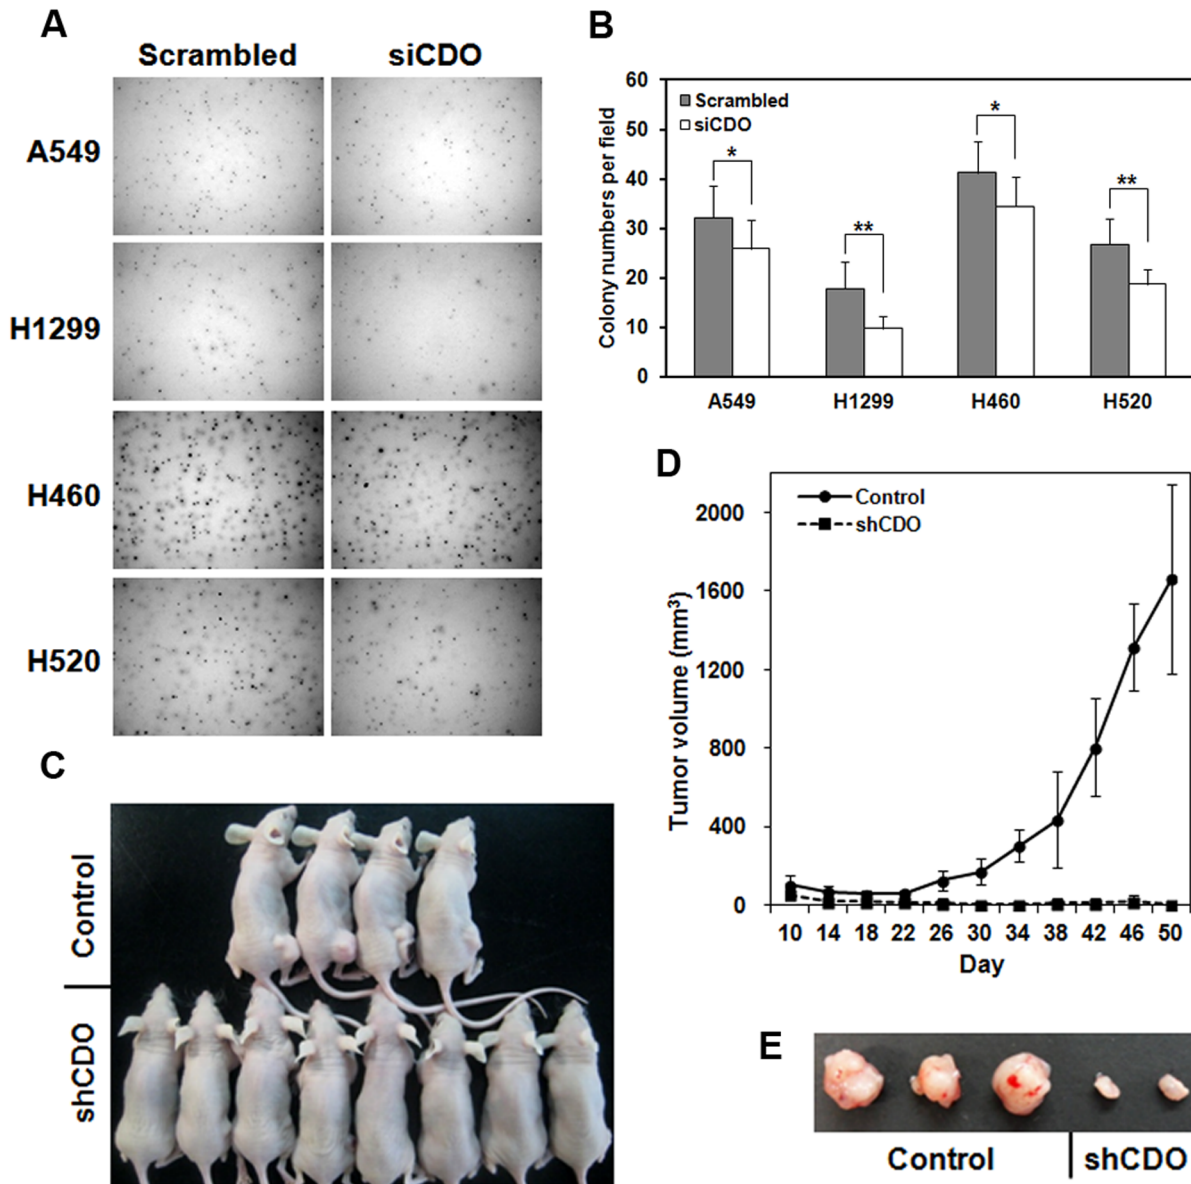 A
Scrambled siCDO
A549
H1299
H460
H520
B
Colony numbers per field
60
50
40
30
20
10
0
Scrambled
siCDO
*
**
*
**
A549 H1299 H460 H520
C
Control
shCDO
D
Tumor volume (mm³)
2000
1600
1200
800
400
0
Control
shCDO
10 14 18 22 26 30 34 38 42 46 50
Day
E
Control shCDO